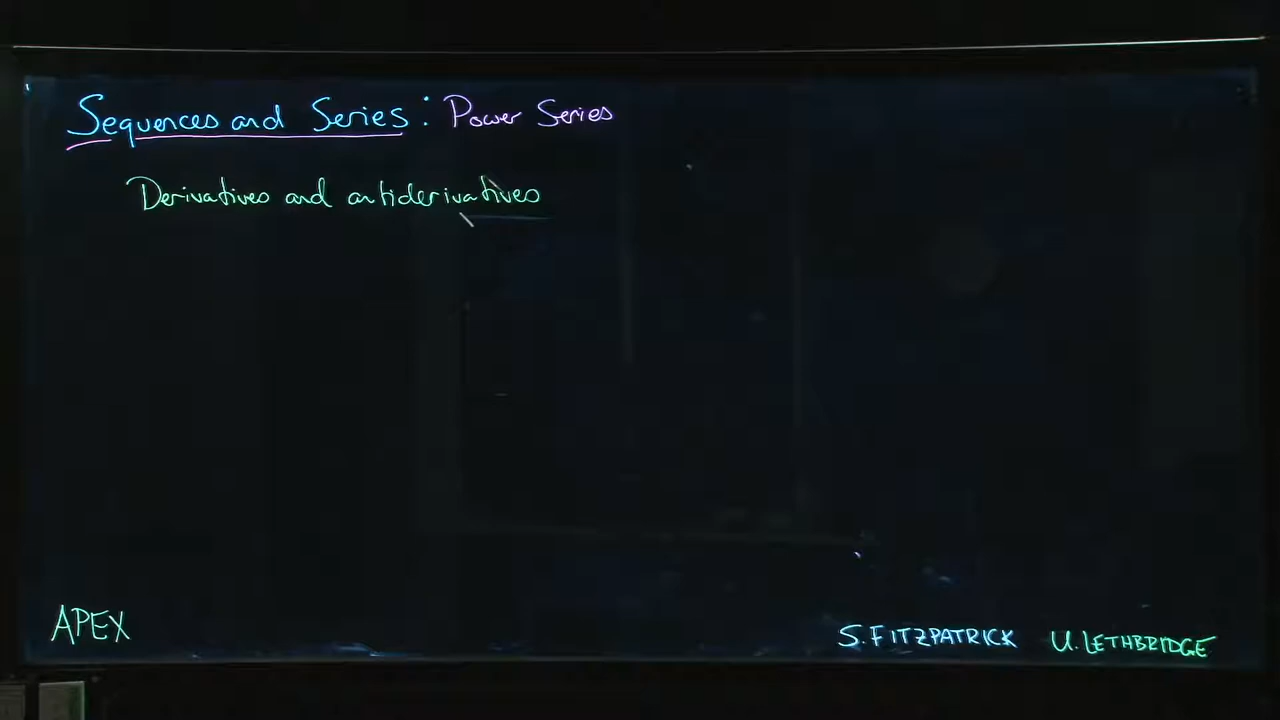 Sequences and Series: Power Series
Derivatives and antiderivatives
APEX
S. FITZPATRICK U. LETHBRIDGE